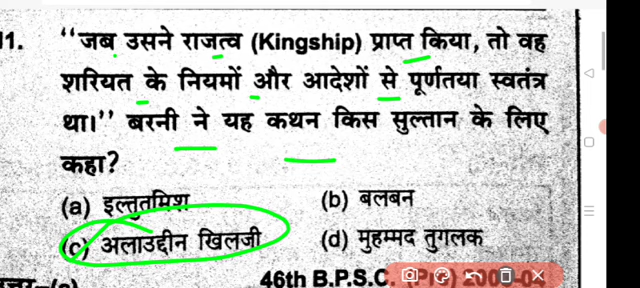 11. ‘‘जब उसने राजत्व (Kingship) प्राप्त किया, तो वह
शरियत के नियमों और आदेशों से पूर्णतया स्वतंत्र
था।’’ बरनी ने यह कथन किस सुल्तान के लिए
कहा?
(a) इल्तुतमिश
(b) बलबन
(c) अलाउद्दीन खिलजी
(d) मुहम्मद तुगलक
46th B.P.S.C.